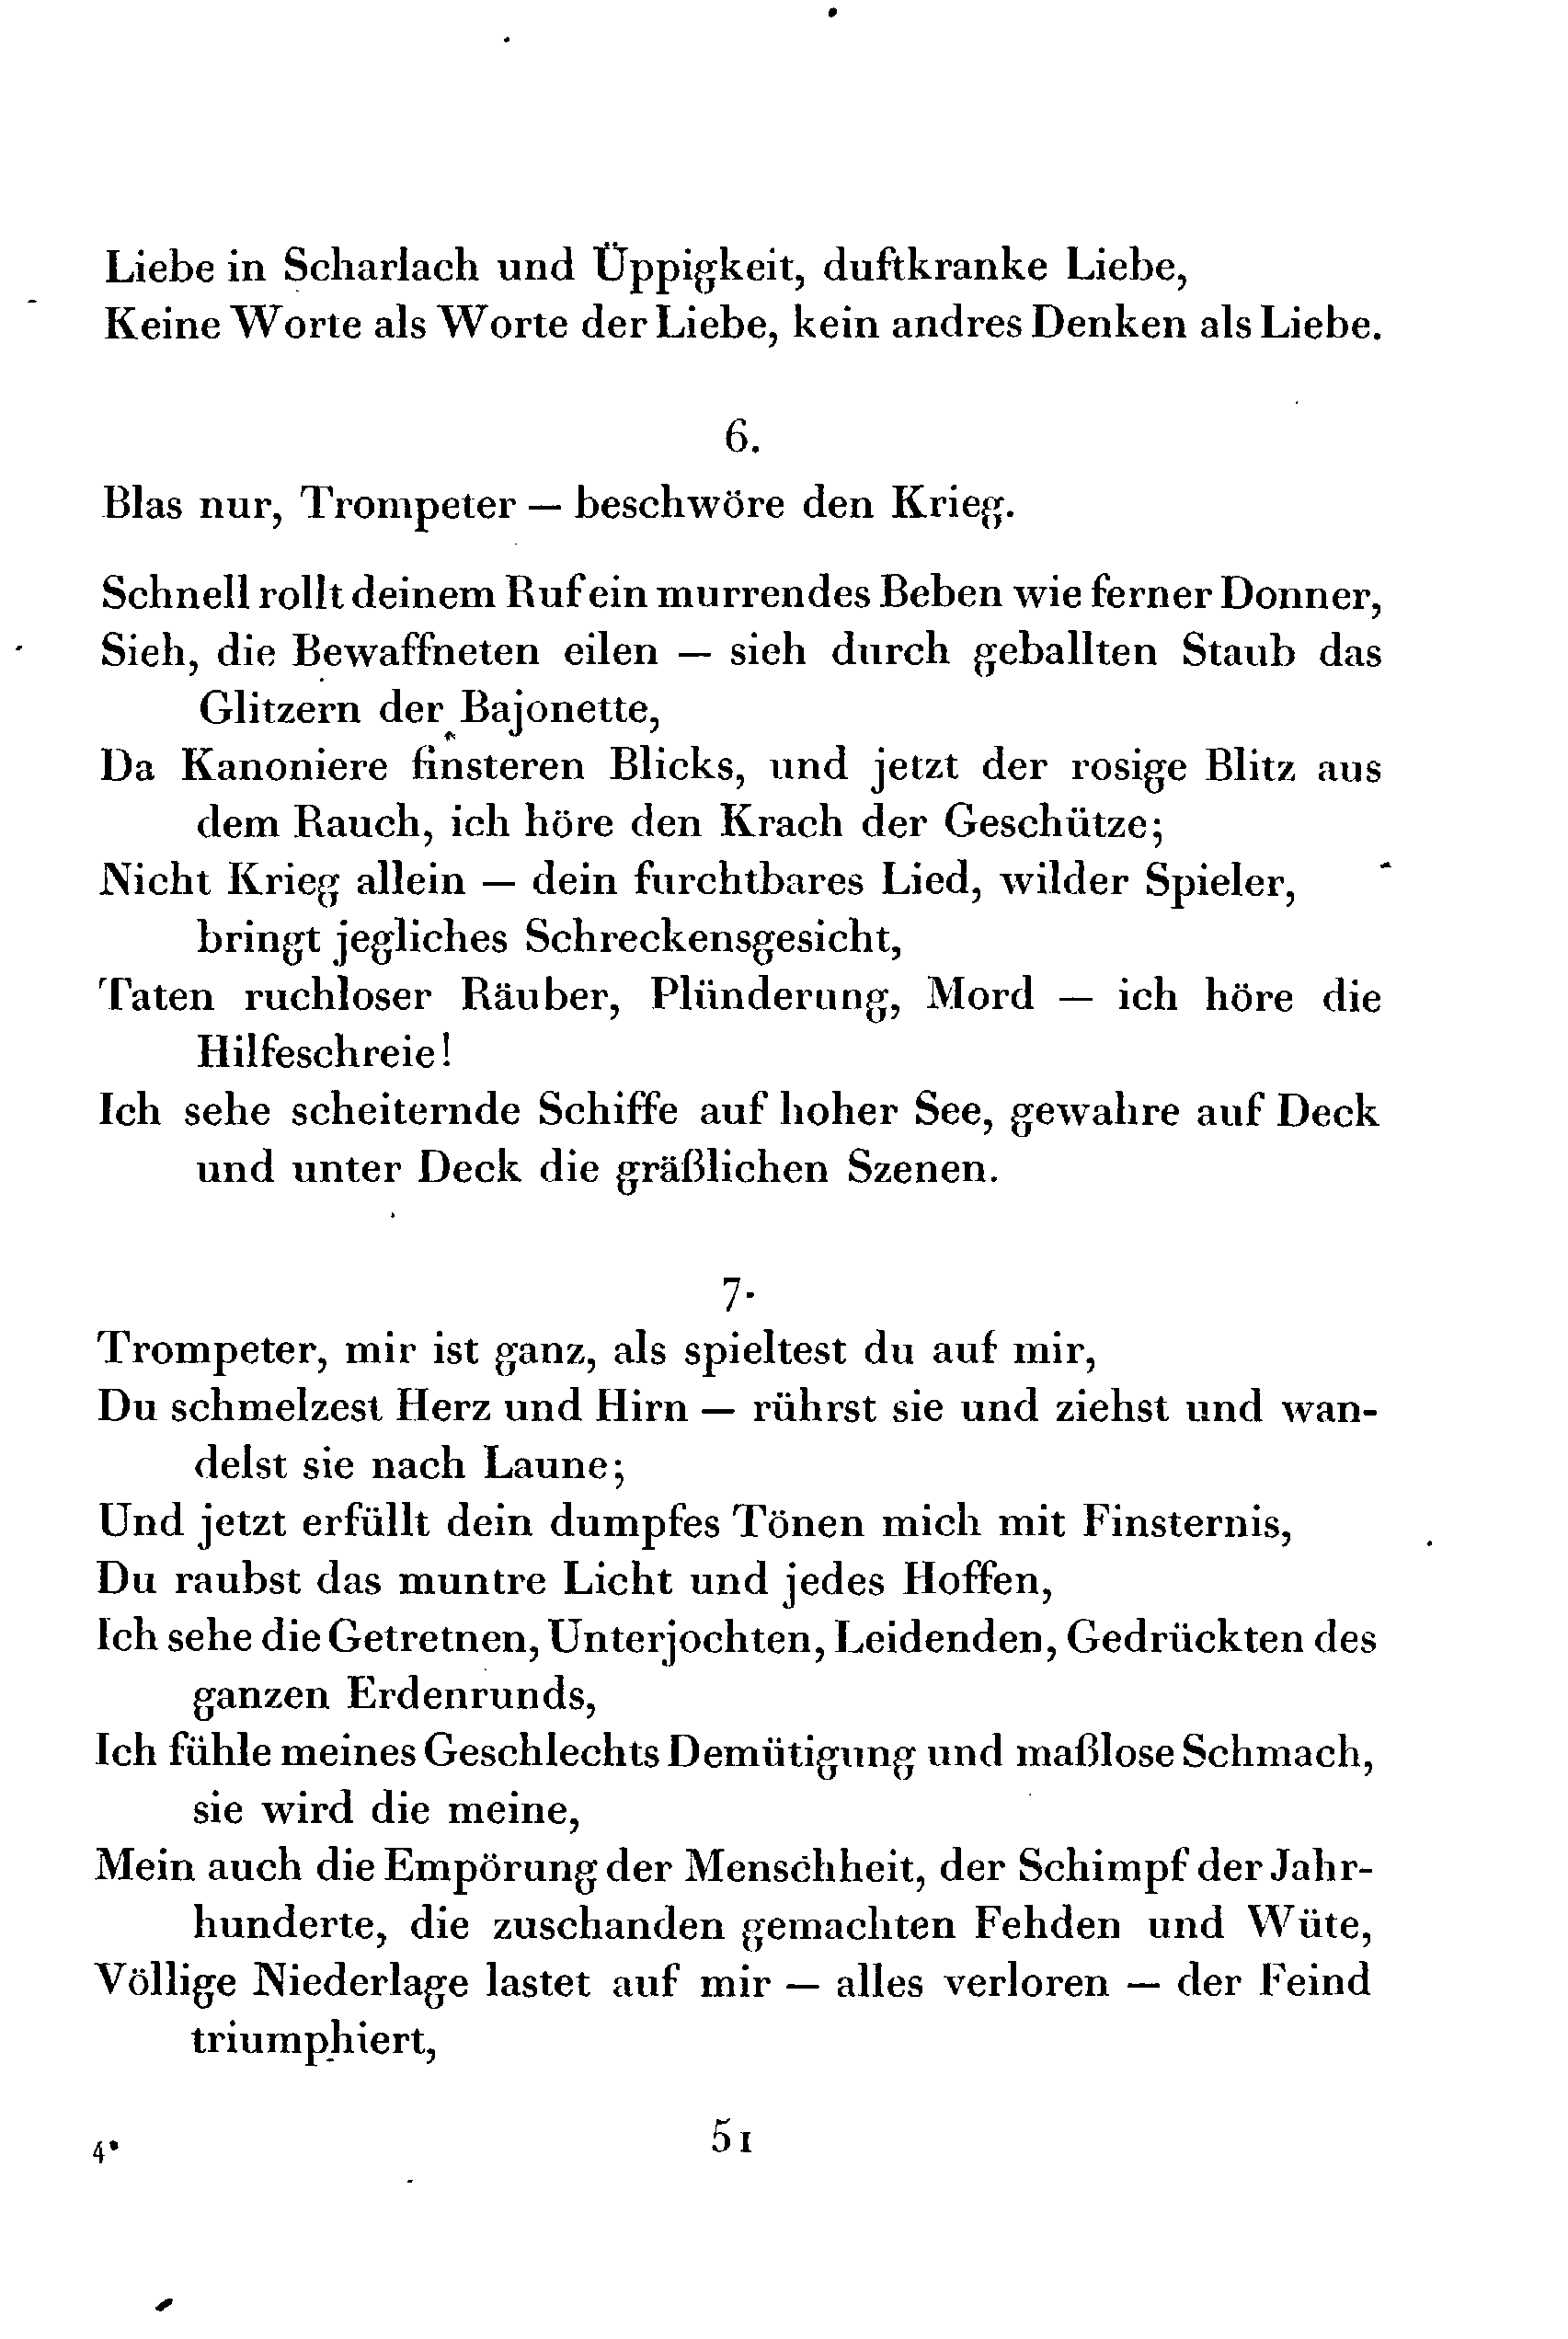 Liebe in Scharlach und Üppigkeit, duftkranke Liebe,
Keine Worte als Worte der Liebe, kein andres Denken als Liebe.
6.
Blas nur, Trompeter — beschwöre den Krieg.
Schnell rollt deinem Ruf ein murrendes Beben wie ferner Donner,
Sieh, die Bewaffneten eilen — sieh durch geballten Staub das
Glitzern der Bajonette,
Da Kanoniere finsteren Blicks, und jetzt der rosige Blitz aus
dem Rauch, ich höre den Krach der Geschütze;
Nicht Krieg allein — dein furchtbares Lied, wilder Spieler,
bringt jegliches Schreckensgesicht,
Taten ruchloser Räuber, Plünderung, Mord — ich höre die
Hilfeschreie!
Ich sehe scheiternde Schiffe auf hoher See, gewahre auf Deck
und unter Deck die gräßlichen Szenen.
7.
Trompeter, mir ist ganz, als spieltest du auf mir,
Du schmelzest Herz und Hirn — rührst sie und ziehst und wan-
delst sie nach Laune;
Und jetzt erfüllt dein dumpfes Tönen mich mit Finsternis,
Du raubst das muntre Licht und jedes Hoffen,
Ich sehe die Getretnen, Unterjochten, Leidenden, Gedrückten des
ganzen Erdenrunds,
Ich fühle meines Geschlechts Demütigung und maßlose Schmach,
sie wird die meine,
Mein auch die Empörung der Menschheit, der Schimpf der Jahr-
hunderte, die zuschanden gemachten Fehden und Wüte,
Völlige Niederlage lastet auf mir — alles verloren — der Feind
triumphiert,
4*
51